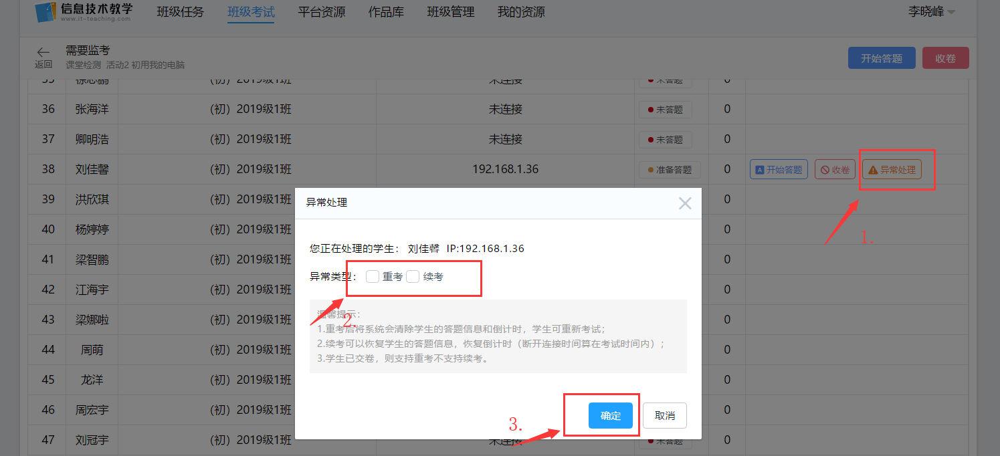 信息技术教学
www.it-teaching.com
班级任务 班级考试 平台资源 作品库 班级管理 我的资源
李晓峰
返回
需要监考
课堂检测 活动2 初用我的电脑
开始答题 收卷
35 徐志鹏 (初) 2019级1班 未连接 未答题 0
36 张海洋 (初) 2019级1班 未连接 未答题 0
37 卿明浩 (初) 2019级1班 未连接 未答题 0
38 刘佳馨 (初) 2019级1班 192.168.1.36 准备答题 0 开始答题 收卷 异常处理
1.
39 洪欣琪 (初) 2019级1班 0
40 杨婷婷 (初) 2019级1班 0
41 梁智鹏 (初) 2019级1班 0
42 江海宇 (初) 2019级1班 0
43 梁娜啦 (初) 2019级1班 0
44 周萌 (初) 2019级1班 0
45 龙洋 (初) 2019级1班 0
46 周宏宇 (初) 2019级1班 0
47 刘冠宇 (初) 2019级1班 未连接 未答题 0
异常处理
您正在处理的学生： 刘佳馨 IP:192.168.1.36
异常类型： 重考 续考
2.
温馨提示：
1.重考后将系统会清除学生的答题信息和倒计时，学生可重新考试；
2.续考可以恢复学生的答题信息，恢复倒计时（断开连接时间算在考试时间内）；
3.学生已交卷，则支持重考不支持续考。
3.
确定 取消